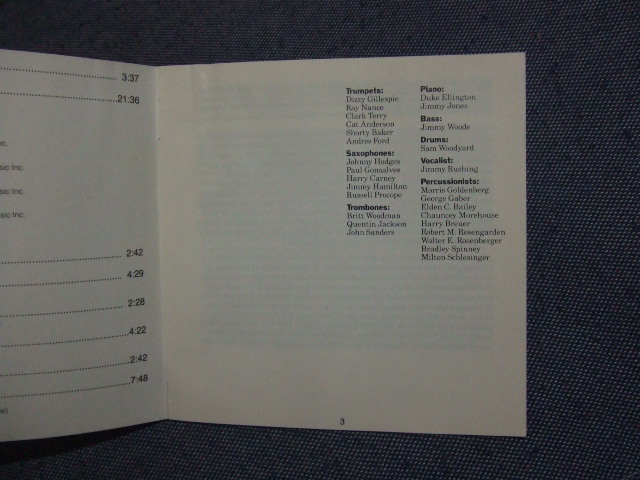 3:37
21:36
nc.
sic Inc.
sic Inc.
sic Inc.
2:42
4:29
2:28
4:22
2:42
7:48
Trumpets:
Dizzy Gillespie
Ray Nance
Clark Terry
Cat Anderson
Shorty Baker
Andres Ford
Saxophones:
Johnny Hodges
Paul Gonsalves
Harry Carney
Jimmy Hamilton
Russell Procope
Trombones:
Britt Woodman
Quentin Jackson
John Sanders
Piano:
Duke Ellington
Jimmy Jones
Bass:
Jimmy Woode
Drums:
Sam Woodyard
Vocalist:
Jimmy Rushing
Percussionists:
Morris Goldenberg
George Gaber
Elden C. Bailey
Chauncey Morehouse
Harry Breuer
Robert M. Rosengarden
Walter E. Rosenberger
Bradley Spinney
Milton Schlesinger
3